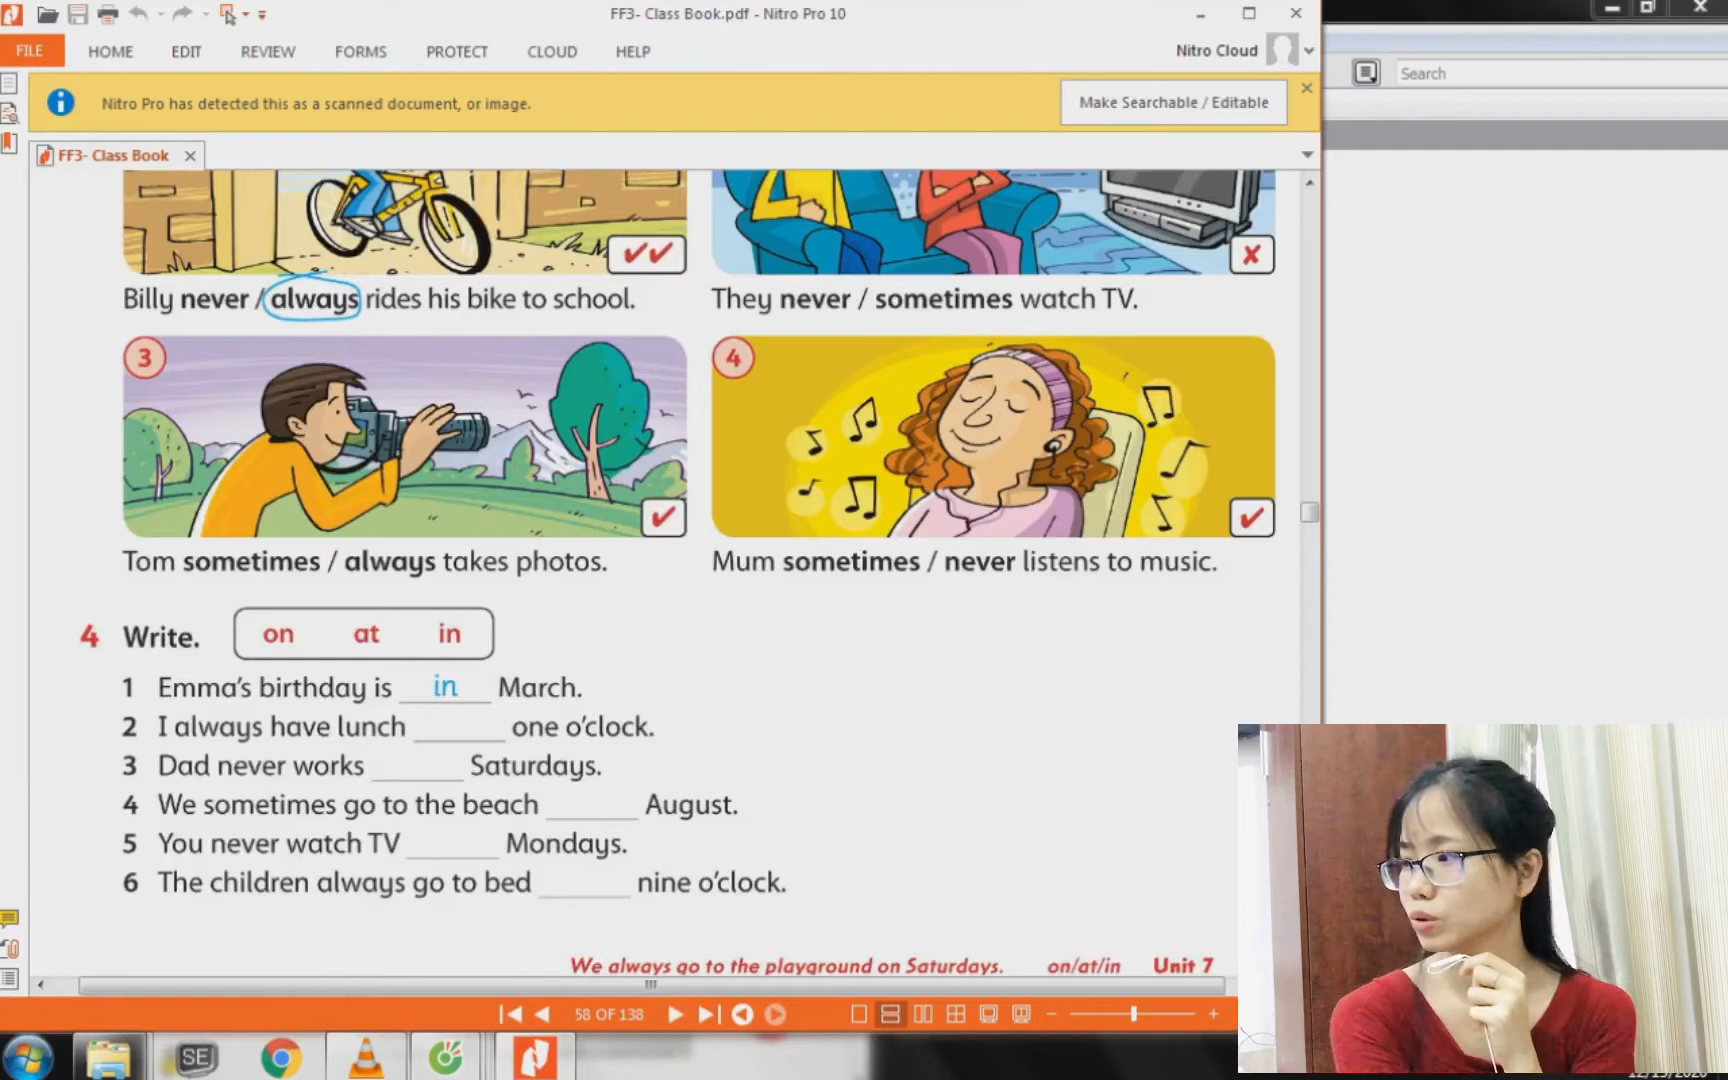 FF3- Class Book.pdf - Nitro Pro 10
FILE HOME EDIT REVIEW FORMS PROTECT CLOUD HELP
Nitro Cloud
Search
Nitro Pro has detected this as a scanned document, or image.
Make Searchable / Editable
FF3- Class Book
Billy never / always rides his bike to school.
They never / sometimes watch TV.
3
4
Tom sometimes / always takes photos.
Mum sometimes / never listens to music.
4 Write. on at in
1 Emma's birthday is in March.
2 I always have lunch ______ one o'clock.
3 Dad never works ______ Saturdays.
4 We sometimes go to the beach ______ August.
5 You never watch TV ______ Mondays.
6 The children always go to bed ______ nine o'clock.
We always go to the playground on Saturdays. on/at/in Unit 7
58 OF 138
SE